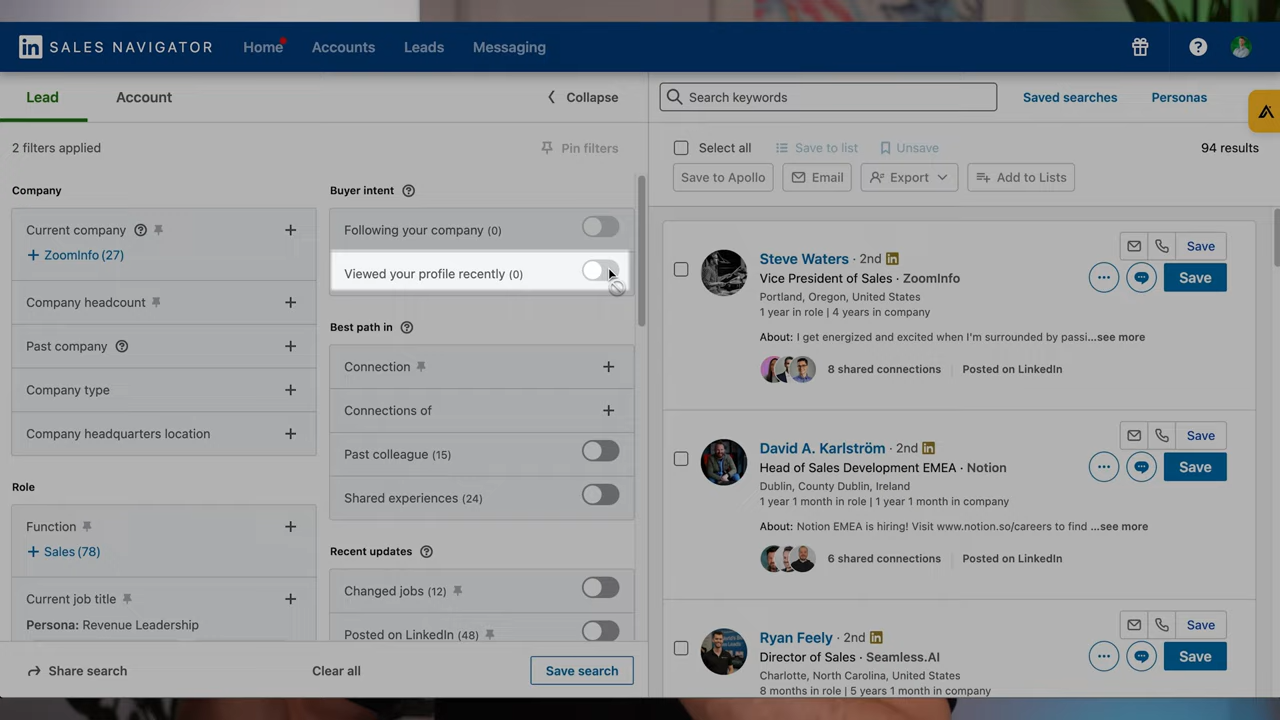 in SALES NAVIGATOR Home Accounts Leads Messaging
Lead Account Collapse
Search keywords Saved searches Personas
2 filters applied Pin filters
Select all Save to list Unsave 94 results
Save to Apollo Email Export Add to Lists
Company
Current company
+ ZoomInfo (27)
Company headcount
Past company
Company type
Company headquarters location
Role
Function
+ Sales (78)
Current job title
Persona: Revenue Leadership
Buyer intent
Following your company (0)
Viewed your profile recently (0)
Best path in
Connection
Connections of
Past colleague (15)
Shared experiences (24)
Recent updates
Changed jobs (12)
Posted on LinkedIn (48)
Share search Clear all Save search
Save
Steve Waters · 2nd in
Vice President of Sales · ZoomInfo
Save
Portland, Oregon, United States
1 year in role | 4 years in company
About: I get energized and excited when I'm surrounded by passi...see more
8 shared connections Posted on LinkedIn
Save
David A. Karlström · 2nd in
Head of Sales Development EMEA · Notion
Save
Dublin, County Dublin, Ireland
1 year 1 month in role | 1 year 1 month in company
About: Notion EMEA is hiring! Visit www.notion.so/careers to find ...see more
6 shared connections Posted on LinkedIn
Save
Ryan Feely · 2nd in
Director of Sales · Seamless.AI
Save
Charlotte, North Carolina, United States
8 months in role | 5 years 1 month in company